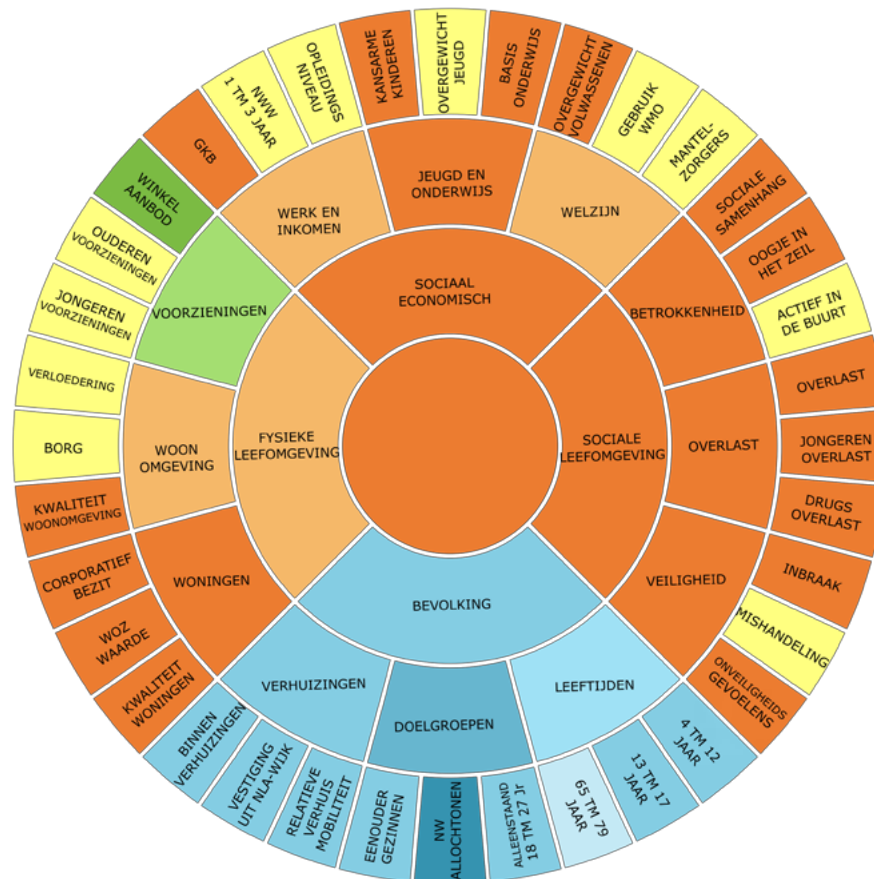 KANSARME
KINDEREN
OVERGEWICHT
JEUGD
BASIS
ONDERWIJS
OVERGEWICHT
VOLWASSENEN
GEBRUIK
WMO
MANTEL-
ZORGERS
SOCIALE
SAMENHANG
OOGJE IN
HET ZEIL
ACTIEF IN
DE BUURT
OVERLAST
JONGEREN
OVERLAST
DRUGS
OVERLAST
INBRAAK
MISHANDELING
ONVEILIGHEIDS
GEVOELENS
4 TM 12
JAAR
13 TM 17
JAAR
65 TM 79
JAAR
ALLEENSTAAND
18 TM 27 Jr
NW
ALLOCHTONEN
EENOUDER
GEZINNEN
RELATIEVE
VERHUIS
MOBILITEIT
VESTIGING
UIT NLA-WIJK
BINNEN
VERHUIZINGEN
KWALITEIT
WONINGEN
WOZ
WAARDE
CORPORATIEF
BEZIT
KWALITEIT
WOONOMGEVING
BORG
VERLOEDERING
JONGEREN
VOORZIENINGEN
OUDEREN
VOORZIENINGEN
WINKEL
AANBOD
GKB
NWW
1 TM 3 JAAR
OPLEIDINGS
NIVEAU
JEUGD EN
ONDERWIJS
WELZIJN
BETROKKENHEID
OVERLAST
VEILIGHEID
LEEFTIJDEN
DOELGROEPEN
VERHUIZINGEN
WONINGEN
WOON
OMGEVING
VOORZIENINGEN
WERK EN
INKOMEN
SOCIAAL
ECONOMISCH
SOCIALE
LEEFOMGEVING
BEVOLKING
FYSIEKE
LEEFOMGEVING